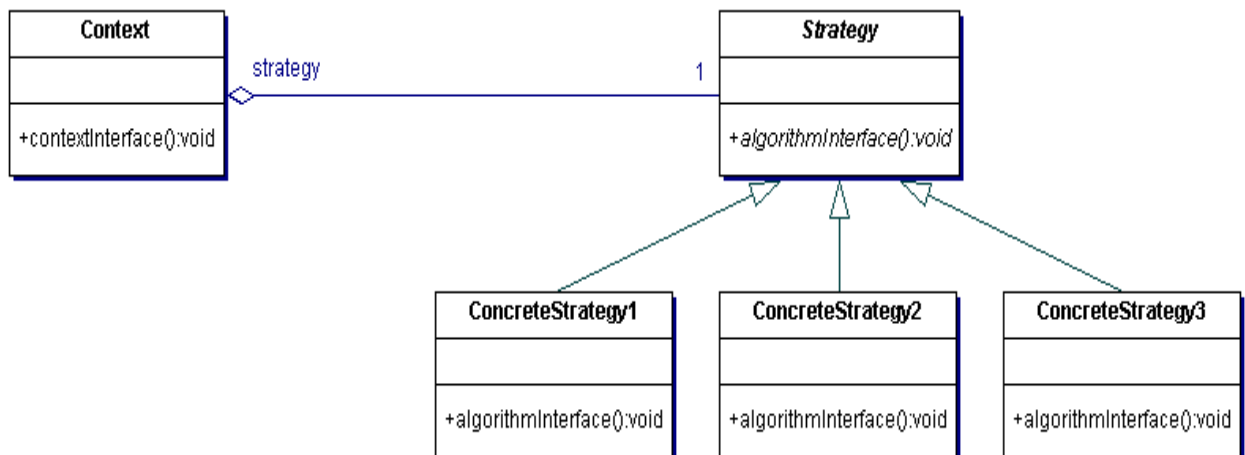 Context
Strategy
strategy
1
+contextInterface():void
+algorithmInterface():void
ConcreteStrategy1
ConcreteStrategy2
ConcreteStrategy3
+algorithmInterface():void
+algorithmInterface():void
+algorithmInterface():void